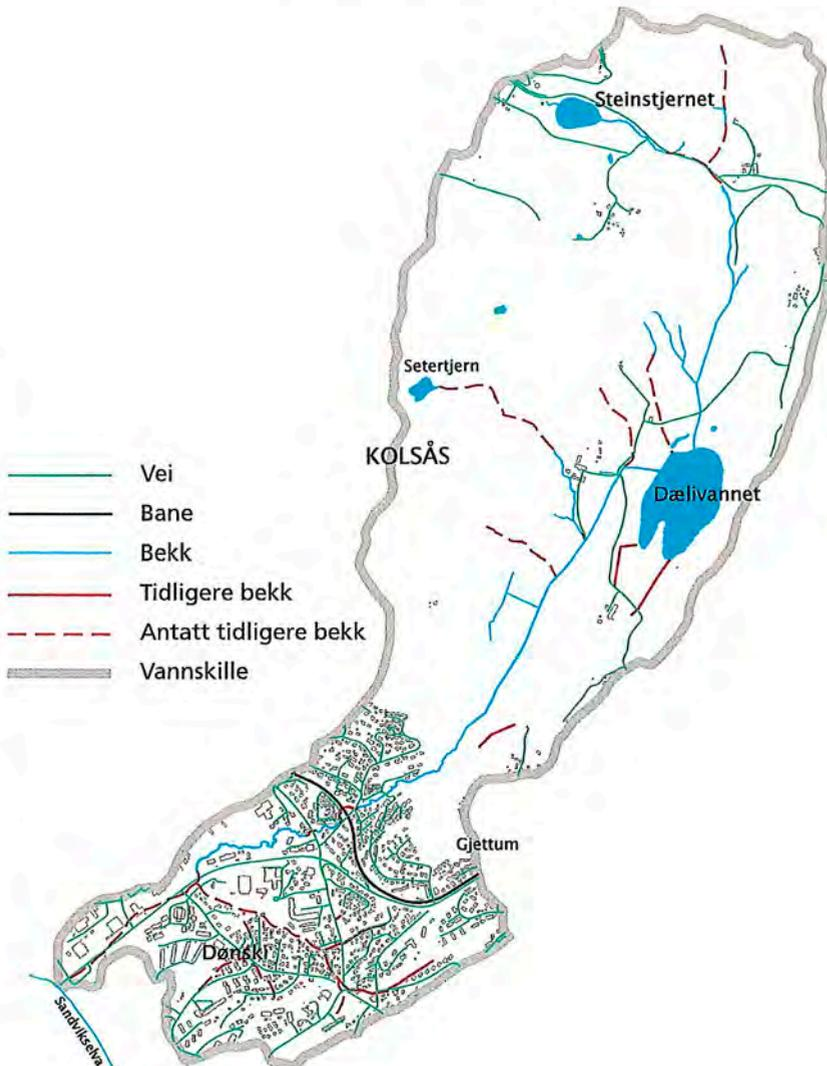 Steinstjernet
Setertjern
KOLSÅS
Dælivannet
Vei
Bane
Bekk
Tidligere bekk
Antatt tidligere bekk
Vannskille
Gjettum
Dønski
Sandvikselva